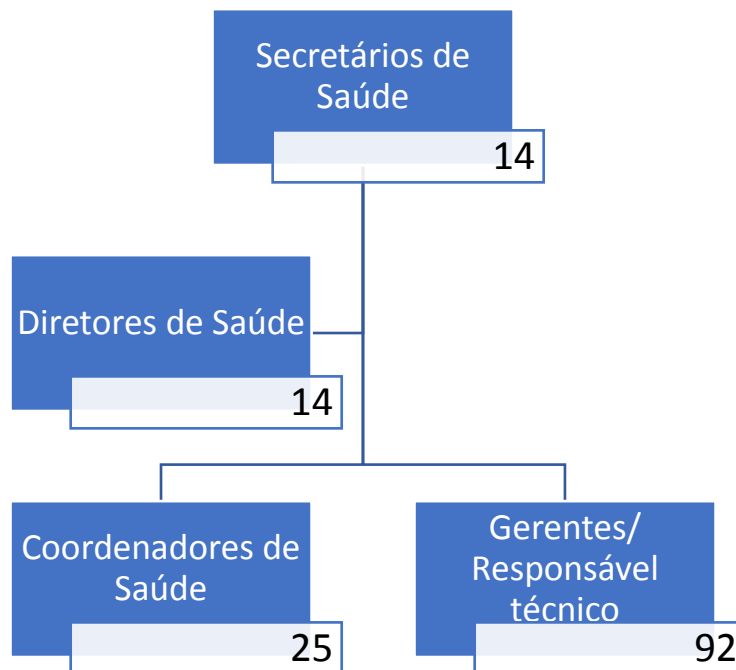 Secretários de
Saúde
14
Diretores de Saúde
14
Coordenadores de
Saúde
25
Gerentes/
Responsável
técnico
92